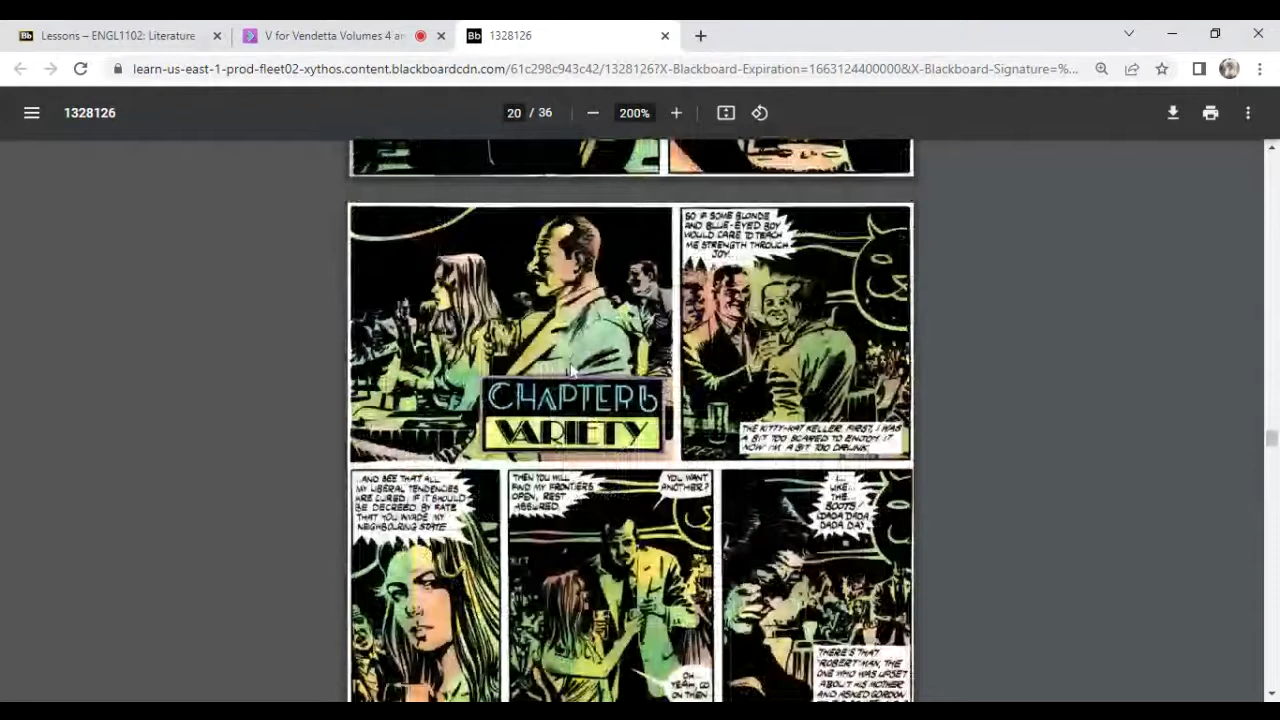 Lessons – ENGL1102: Literature
V for Vendetta Volumes 4 an
1328126
learn-us-east-1-prod-fleet02-xythos.content.blackboardcdn.com/61c298c943c42/1328126?X-Blackboard-Expiration=1663124400000&X-Blackboard-Signature=%...
1328126
20 / 36
200%
SO IF SOME BLONDE
AND BLUE-EYED BOY
WOULD CARE TO TEACH
ME STRENGTH THROUGH
JOY...
CHAPTER 6
VARIETY
THE KITTY-KAT KELLER. FIRST, I WAS
A BIT TOO SCARED TO ENJOY IT.
NOW I'M A BIT TOO DRUNK.
...AND SEE THAT ALL
MY LIBERAL TENDENCIES
ARE CURED, IF IT SHOULD
BE DECREED BY FATE
THAT YOU INVADE MY
NEIGHBOURING STATE...
THEN YOU WILL
FIND MY FRONTIERS
OPEN, REST
ASSURED.
YOU WANT
ANOTHER?
OH
YEAH, GO
ON THEN
I...
LIKE...
THE...
BOOTS!
DADA DADA
DADA DAY
THERE'S THAT
'ROBERT' MAN, THE
ONE WHO WAS UPSET
ABOUT HIS MOTHER
AND ASKED GORDON